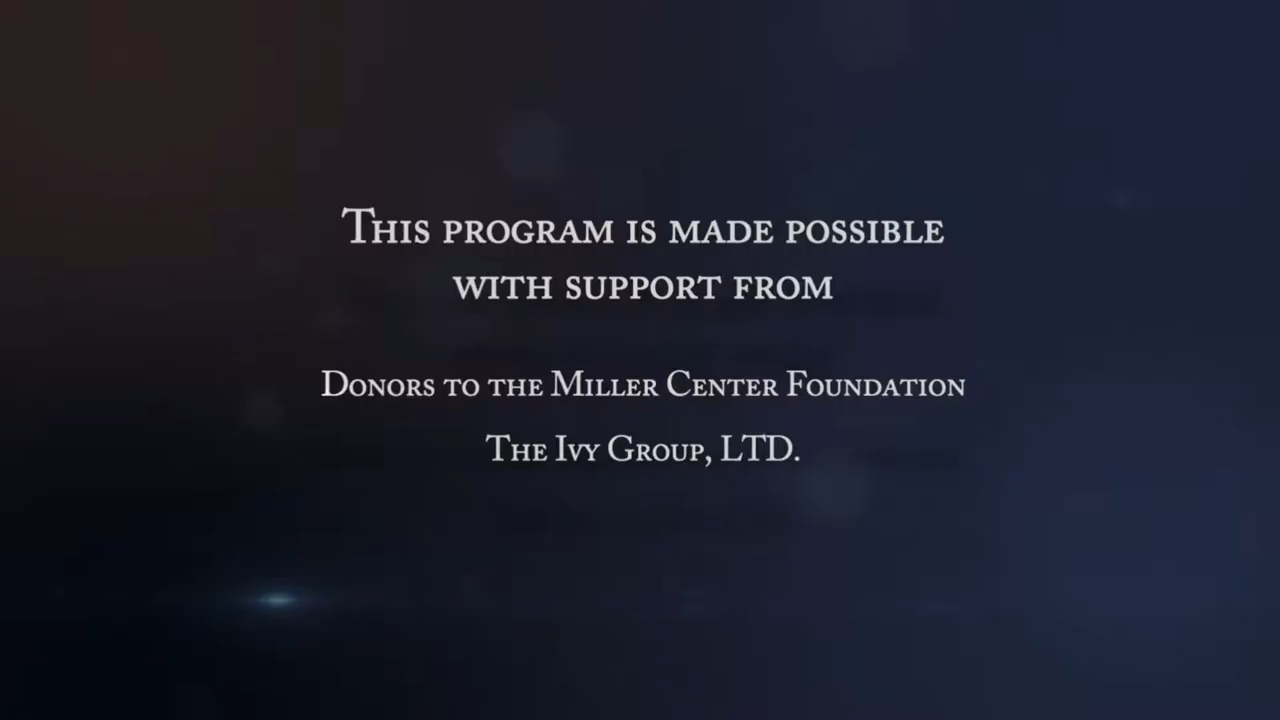 This program is made possible
with support from
Donors to the Miller Center Foundation
The Ivy Group, LTD.